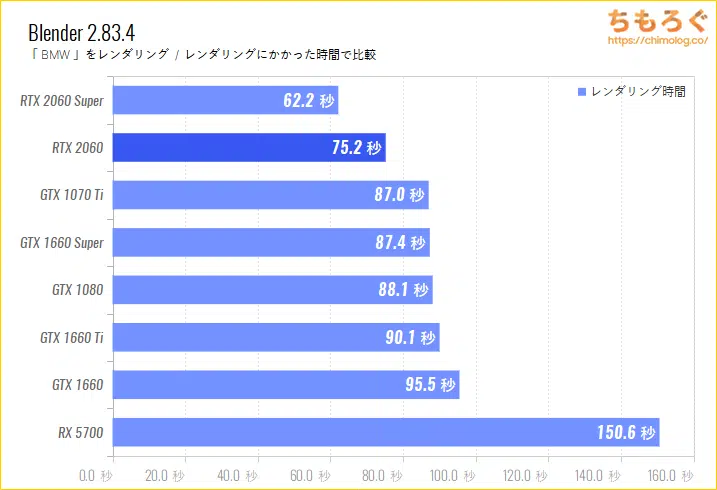 ちもろぐ
https://chimolog.co/
Blender 2.83.4
「 BMW 」をレンダリング / レンダリングにかかった時間で比較
レンダリング時間
RTX 2060 Super 62.2 秒
RTX 2060 75.2 秒
GTX 1070 Ti 87.0 秒
GTX 1660 Super 87.4 秒
GTX 1080 88.1 秒
GTX 1660 Ti 90.1 秒
GTX 1660 95.5 秒
RX 5700 150.6 秒
0.0 秒 20.0 秒 40.0 秒 60.0 秒 80.0 秒 100.0 秒 120.0 秒 140.0 秒 160.0 秒